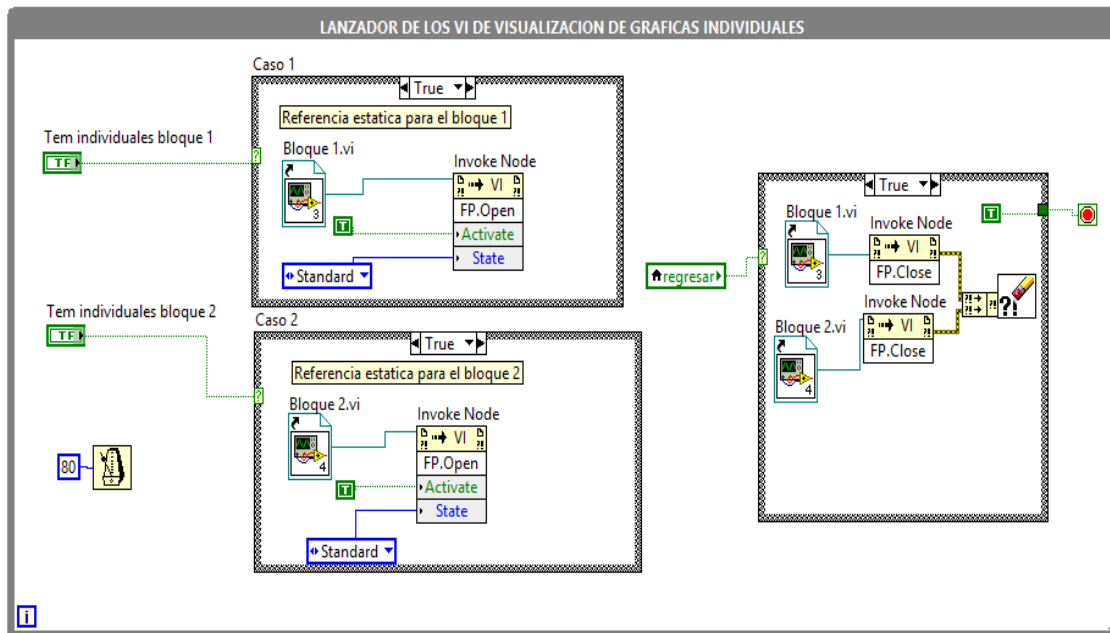 LANZADOR DE LOS VI DE VISUALIZACION DE GRAFICAS INDIVIDUALES
Caso 1
True
Referencia estatica para el bloque 1
Tem individuales bloque 1
TF
?
Bloque 1.vi
3
Invoke Node
VI
FP.Open
T
Activate
State
Standard
Tem individuales bloque 2
TF
Caso 2
True
?
Referencia estatica para el bloque 2
Bloque 2.vi
4
Invoke Node
VI
FP.Open
T
Activate
State
Standard
80
i
True
regresar
?
Bloque 1.vi
3
Invoke Node
VI
FP.Close
T
Bloque 2.vi
4
Invoke Node
VI
FP.Close
?!